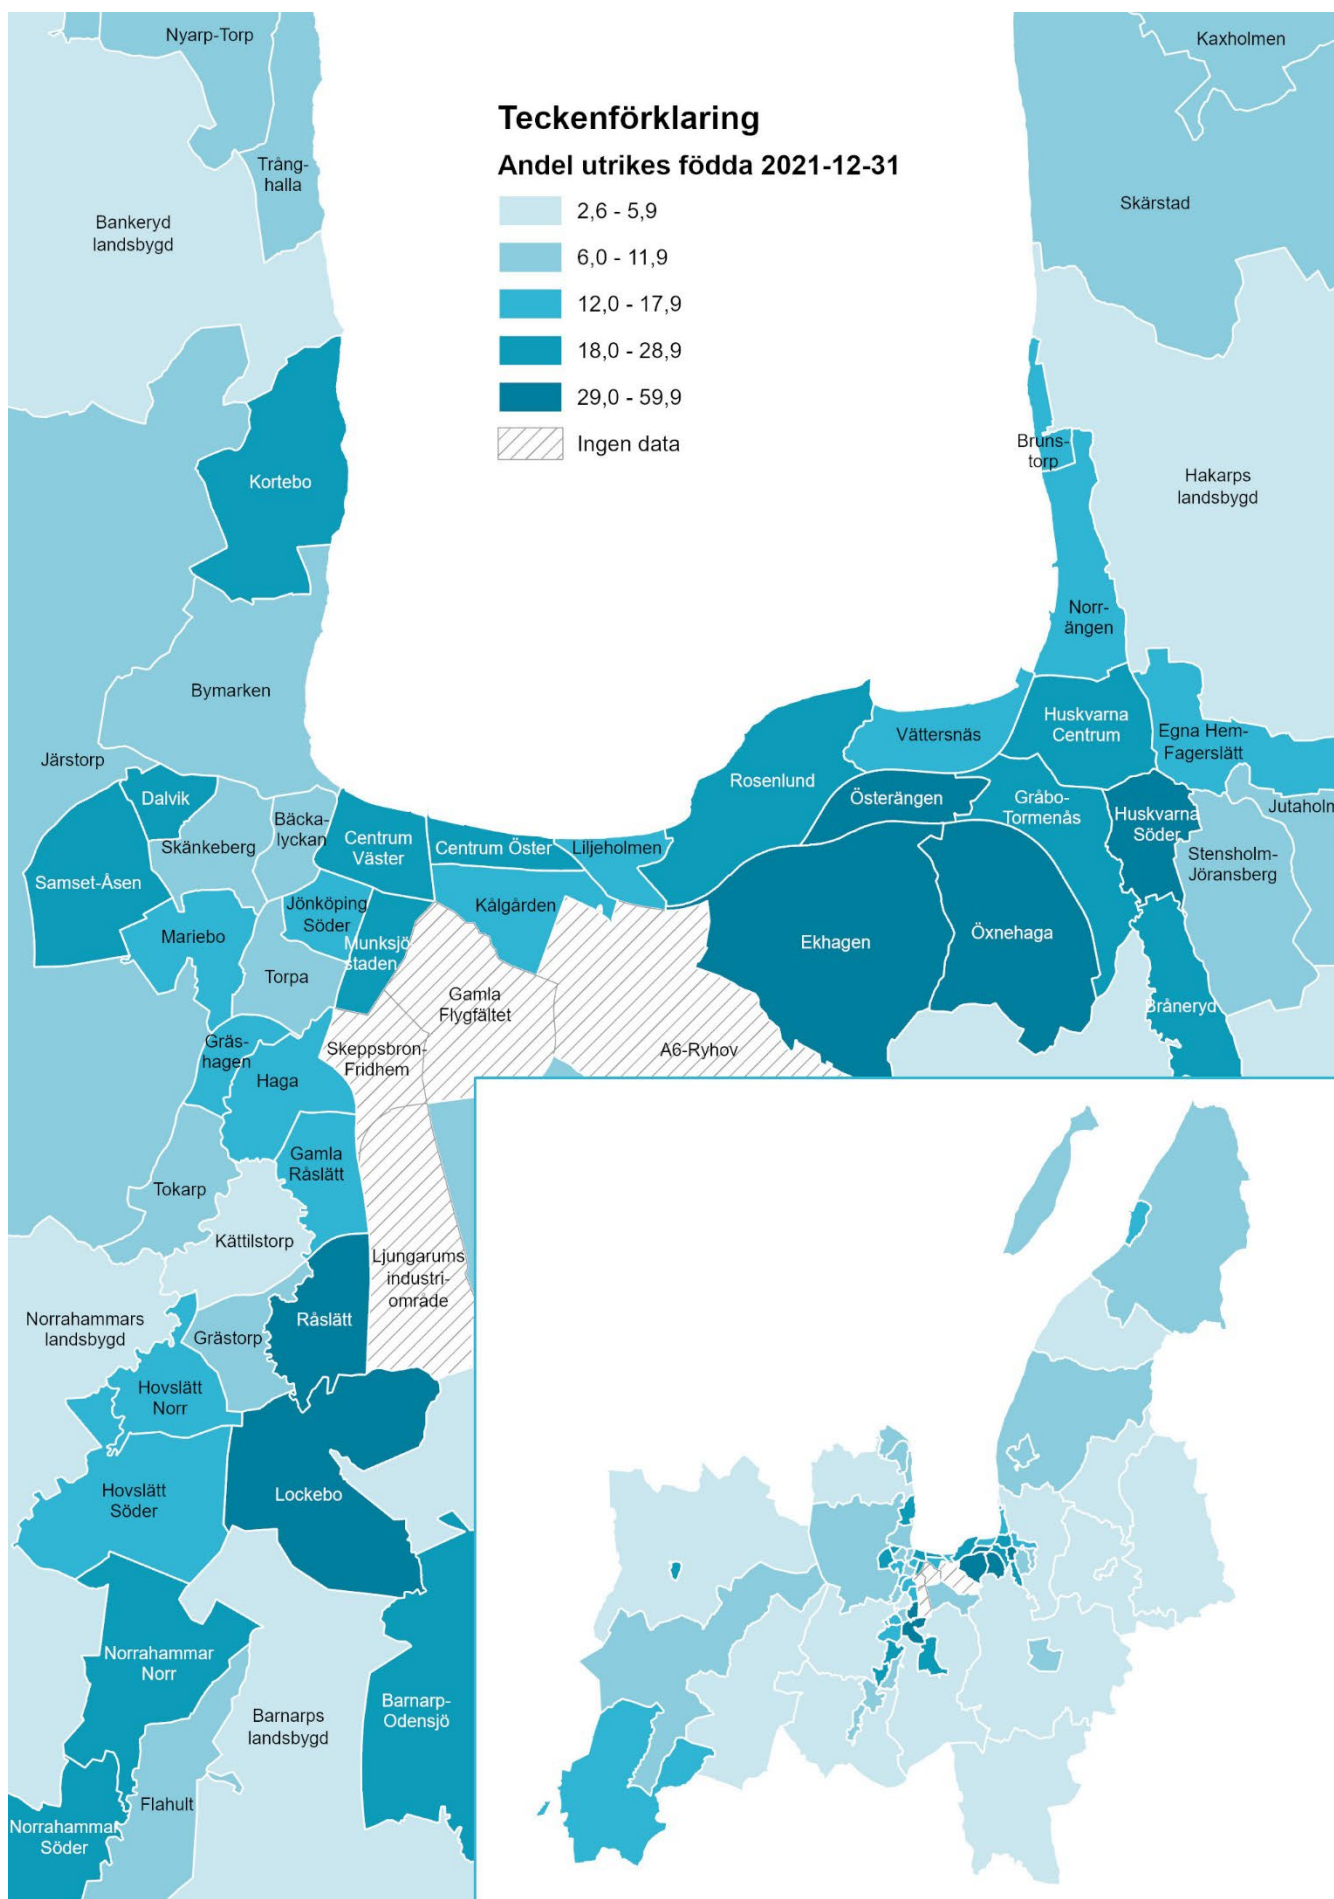 Nyarp-Torp
Kaxholmen
Teckenförklaring
Andel utrikes födda 2021-12-31
2,6 - 5,9
6,0 - 11,9
12,0 - 17,9
18,0 - 28,9
29,0 - 59,9
Ingen data
Trång-
halla
Bankeryd
landsbygd
Skärstad
Kortebo
Bruns-
torp
Hakarps
landsbygd
Norr-
ängen
Bymarken
Järstorp
Vättersnäs
Huskvarna
Centrum
Egna Hem-
Fagerslätt
Rosenlund
Dalvik
Österängen
Gråbo-
Tormenås
Huskvarna
Söder
Jutaholm
Bäcka-
lyckan
Skänkeberg
Centrum
Väster
Centrum Öster
Liljeholmen
Stensholm-
Jöransberg
Samset-Åsen
Jönköping
Söder
Kålgården
Mariebo
Munksjö
staden
Ekhagen
Öxnehaga
Torpa
Gamla
Flygfältet
Bråneryd
Gräs-
hagen
Skeppsbron-
Fridhem
A6-Ryhov
Haga
Gamla
Råslätt
Tokarp
Kättilstorp
Ljungarums
industri-
område
Norrahammars
landsbygd
Grästorp
Råslätt
Hovslätt
Norr
Hovslätt
Söder
Lockebo
Norrahammar
Norr
Barnarps
landsbygd
Barnarp-
Odensjö
Flahult
Norrahammar
Söder